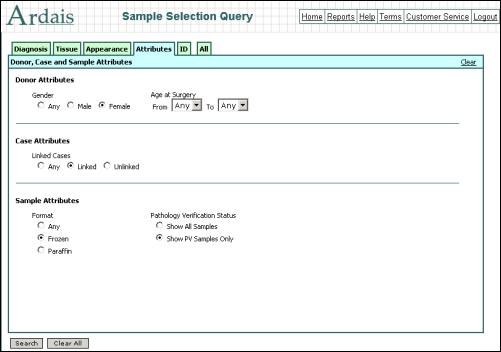 Ardais
Sample Selection Query
Home Reports Help Terms Customer Service Logout
Diagnosis Tissue Appearance Attributes ID All
Donor, Case and Sample Attributes Clear
Donor Attributes
Gender Age at Surgery
Any Male Female From Any To Any
Case Attributes
Linked Cases
Any Linked Unlinked
Sample Attributes
Format Pathology Verification Status
Any Show All Samples
Frozen Show PV Samples Only
Paraffin
Search Clear All